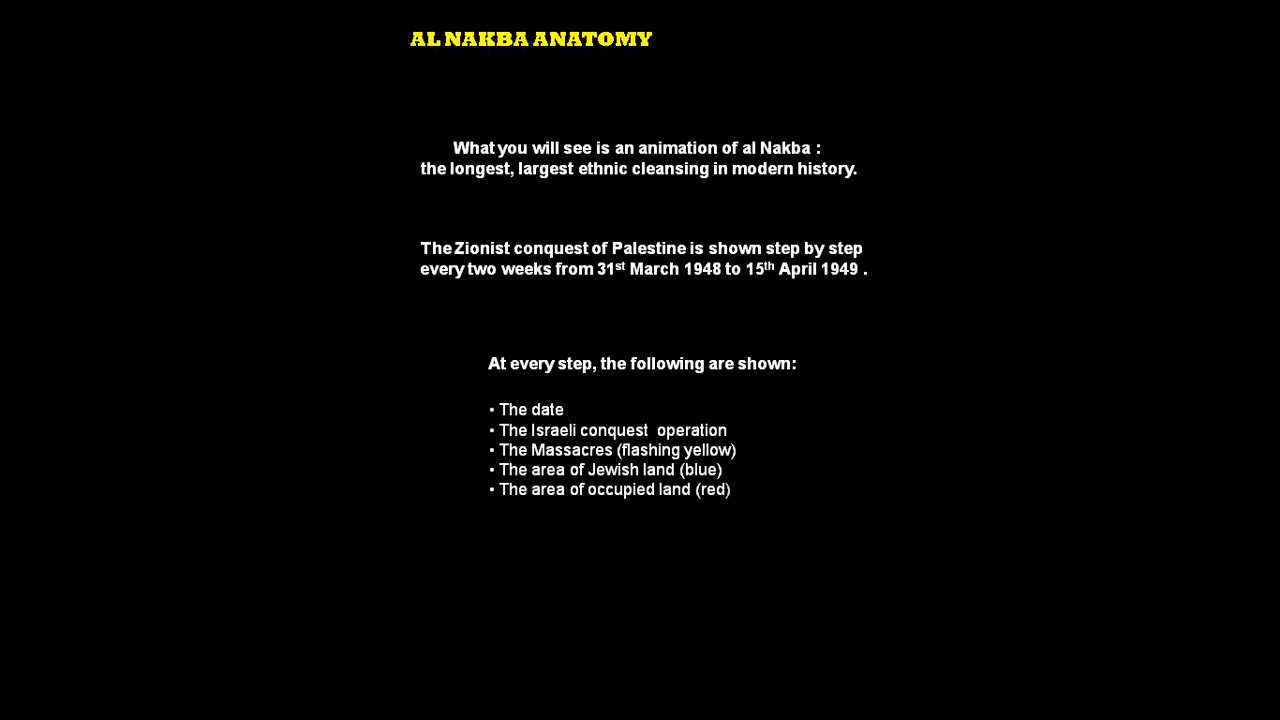 AL NAKBA ANATOMY
What you will see is an animation of al Nakba :
the longest, largest ethnic cleansing in modern history.
The Zionist conquest of Palestine is shown step by step
every two weeks from 31st March 1948 to 15th April 1949 .
At every step, the following are shown:
• The date
• The Israeli conquest  operation
• The Massacres (flashing yellow)
• The area of Jewish land (blue)
• The area of occupied land (red)